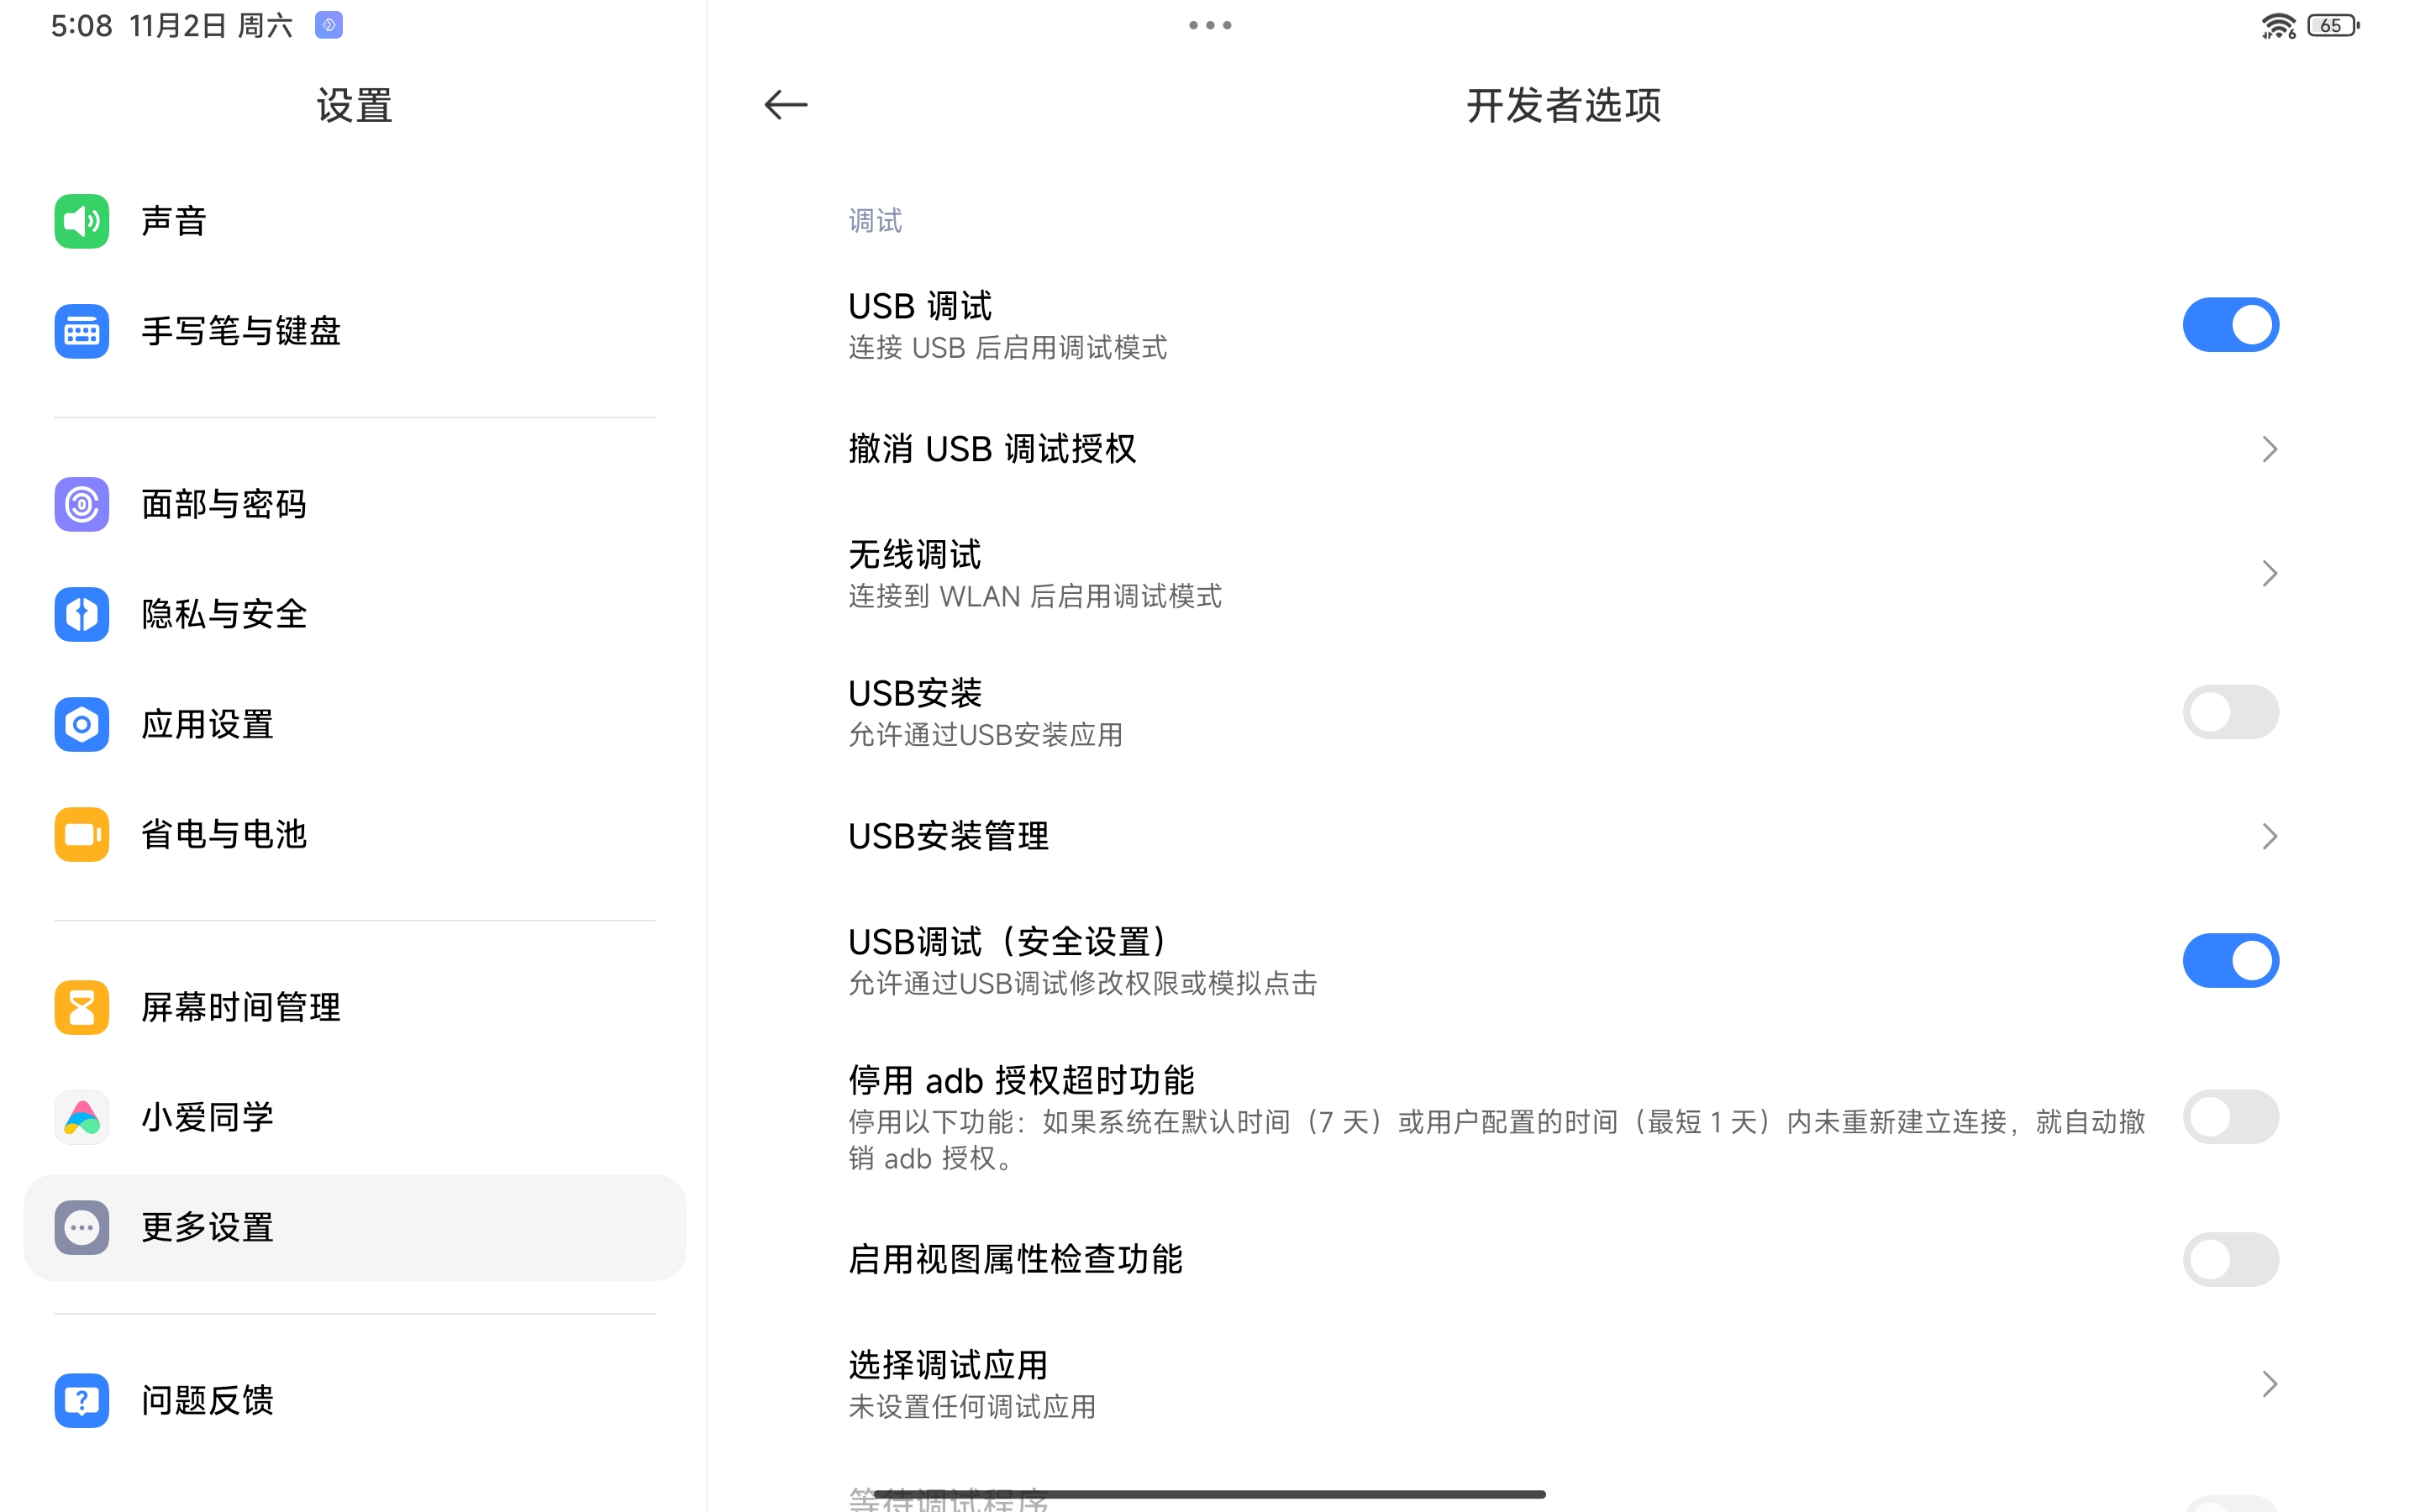 5:08 11月2日 周六
65
设置
声音
手写笔与键盘
面部与密码
隐私与安全
应用设置
省电与电池
屏幕时间管理
小爱同学
更多设置
问题反馈
开发者选项
调试
USB 调试
连接 USB 后启用调试模式
撤消 USB 调试授权
无线调试
连接到 WLAN 后启用调试模式
USB安装
允许通过USB安装应用
USB安装管理
USB调试（安全设置）
允许通过USB调试修改权限或模拟点击
停用 adb 授权超时功能
停用以下功能：如果系统在默认时间（7 天）或用户配置的时间（最短 1 天）内未重新建立连接，就自动撤
销 adb 授权。
启用视图属性检查功能
选择调试应用
未设置任何调试应用
等待调试程序